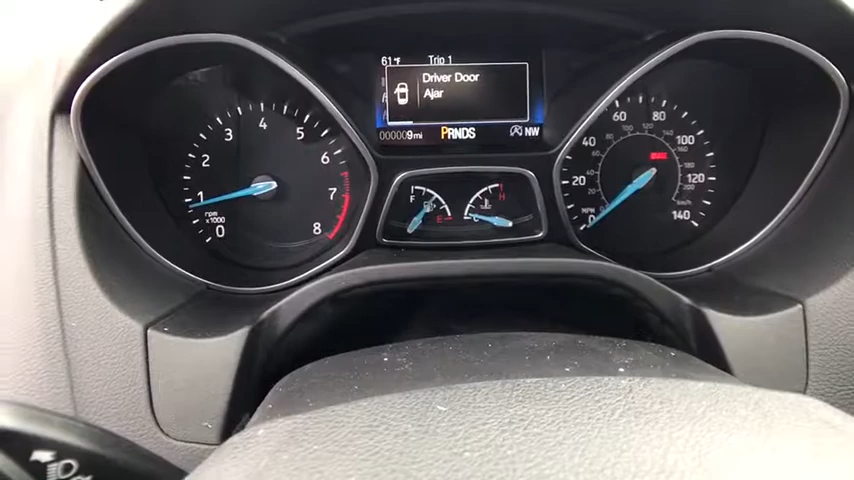 61°F Trip 1
Driver Door
Ajar
000009mi PRNDS NW
0 1 2 3 4 5 6 7 8
rpm
x1000
F E
C H
MPH
0 20 40 60 80 100 120 140